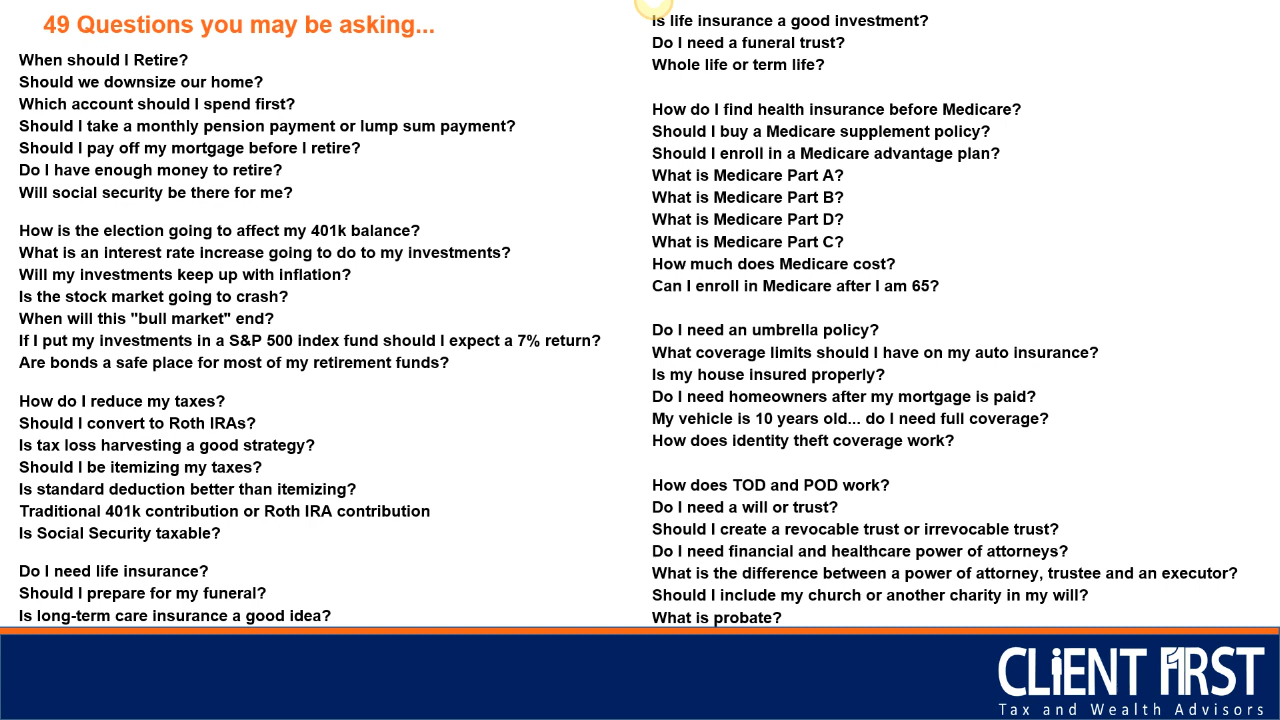 49 Questions you may be asking...
When should I Retire?
Should we downsize our home?
Which account should I spend first?
Should I take a monthly pension payment or lump sum payment?
Should I pay off my mortgage before I retire?
Do I have enough money to retire?
Will social security be there for me?
How is the election going to affect my 401k balance?
What is an interest rate increase going to do to my investments?
Will my investments keep up with inflation?
Is the stock market going to crash?
When will this "bull market" end?
If I put my investments in a S&P 500 index fund should I expect a 7% return?
Are bonds a safe place for most of my retirement funds?
How do I reduce my taxes?
Should I convert to Roth IRAs?
Is tax loss harvesting a good strategy?
Should I be itemizing my taxes?
Is standard deduction better than itemizing?
Traditional 401k contribution or Roth IRA contribution
Is Social Security taxable?
Do I need life insurance?
Should I prepare for my funeral?
Is long-term care insurance a good idea?
Is life insurance a good investment?
Do I need a funeral trust?
Whole life or term life?
How do I find health insurance before Medicare?
Should I buy a Medicare supplement policy?
Should I enroll in a Medicare advantage plan?
What is Medicare Part A?
What is Medicare Part B?
What is Medicare Part D?
What is Medicare Part C?
How much does Medicare cost?
Can I enroll in Medicare after I am 65?
Do I need an umbrella policy?
What coverage limits should I have on my auto insurance?
Is my house insured properly?
Do I need homeowners after my mortgage is paid?
My vehicle is 10 years old... do I need full coverage?
How does identity theft coverage work?
How does TOD and POD work?
Do I need a will or trust?
Should I create a revocable trust or irrevocable trust?
Do I need financial and healthcare power of attorneys?
What is the difference between a power of attorney, trustee and an executor?
Should I include my church or another charity in my will?
What is probate?
CLiENT F1RST
Tax and Wealth Advisors